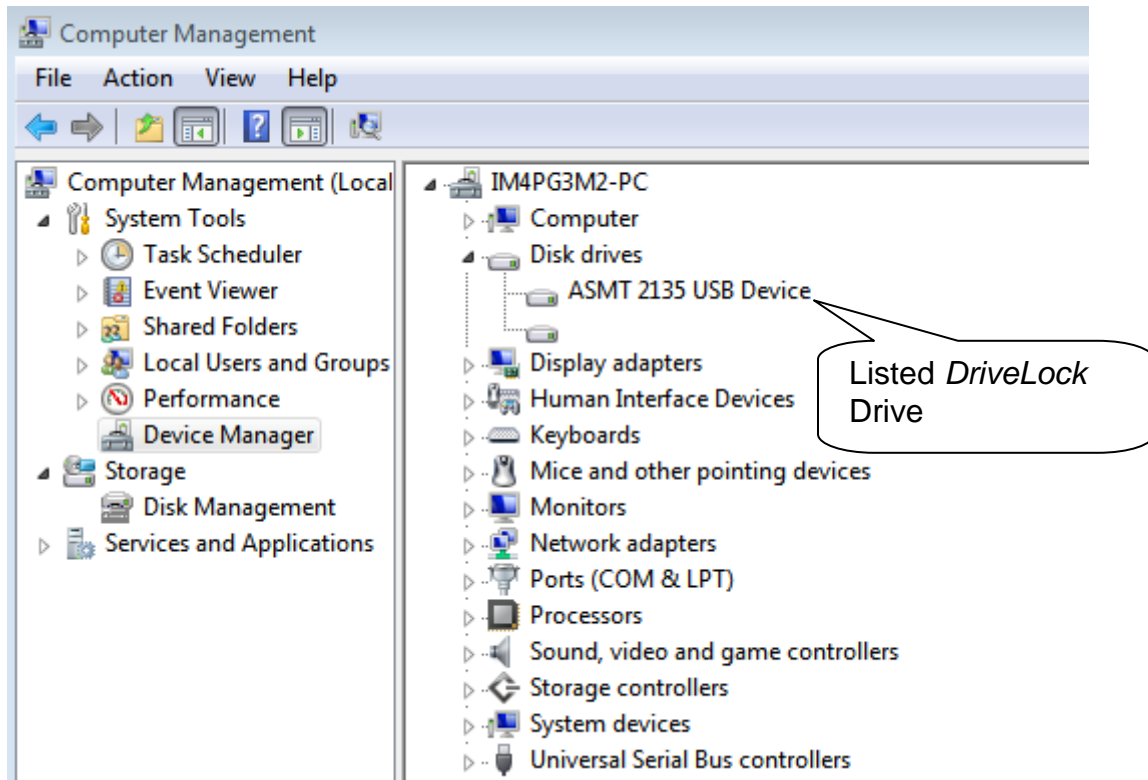 Computer Management
File Action View Help
Computer Management (Local
System Tools
Task Scheduler
Event Viewer
Shared Folders
Local Users and Groups
Performance
Device Manager
Storage
Disk Management
Services and Applications
IM4PG3M2-PC
Computer
Disk drives
ASMT 2135 USB Device
Display adapters
Human Interface Devices
Keyboards
Mice and other pointing devices
Monitors
Network adapters
Ports (COM & LPT)
Processors
Sound, video and game controllers
Storage controllers
System devices
Universal Serial Bus controllers
Listed DriveLock
Drive